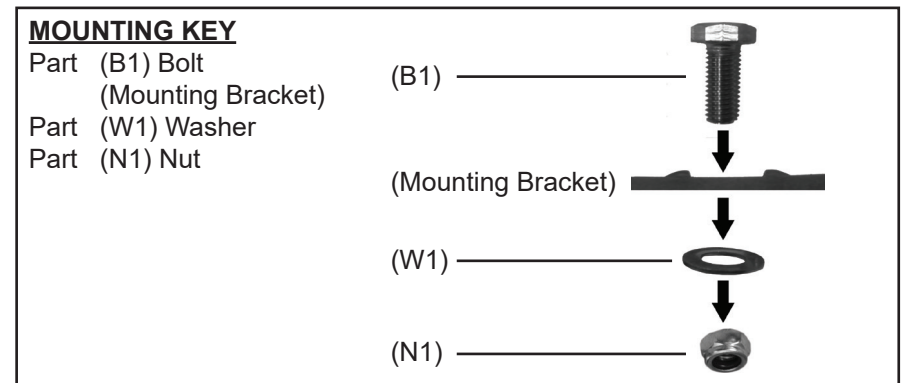 MOUNTING KEY
Part (B1) Bolt
(Mounting Bracket)
Part (W1) Washer
Part (N1) Nut
(B1)
(Mounting Bracket)
(W1)
(N1)